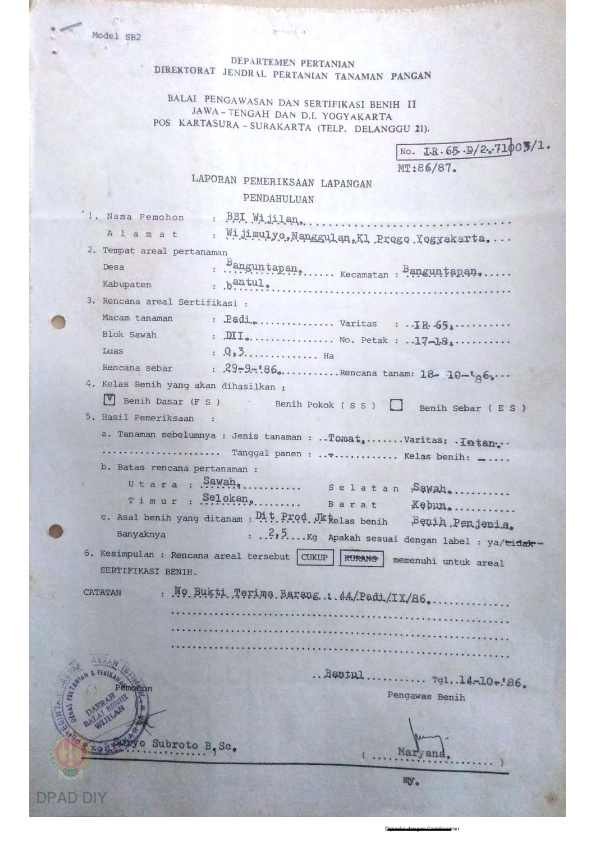 Model SB2
DEPARTEMEN PERTANIAN
DIREKTORAT JENDRAL PERTANIAN TANAMAN PANGAN
BALAI PENGAWASAN DAN SERTIFIKASI BENIH II
JAWA-TENGAH DAN D.I. YOGYAKARTA
POS KARTASURA-SURAKARTA (TELP. DELANGGU 21).
No. IR.65 D/2.71003/1.
MT:86/87.
LAPORAN PEMERIKSAAN LAPANGAN
PENDAHULUAN
1. Nama Pemohon : BBI Wijilan.
A l a m a t : Wijimulyo,Nanggulan,Kl Progo Yogyakarta.
2. Tempat areal pertanaman
Desa : Banguntapan. Kecamatan : Banguntapan.
Kabupaten : bantul.
3. Rencana areal Sertifikasi :
Macam tanaman : Padi. Varitas : IR-65.
Blok Sawah : DII. No. Petak : 17-18.
Luas : 0,3 Ha
Rencana sebar : 29-9-'86. Rencana tanam: 18- 10-'86.
4. Kelas Benih yang akan dihasilkan ;
V Benih Dasar (F S ) Benih Pokok ( S S ) Benih Sebar ( E S )
5. Hasil Pemeriksaan :
a. Tanaman sebelumnya : Jenis tanaman : Tomat. Varitas; Intan.
Tanggal panen : - Kelas benih: -
b. Batas rencana pertanaman :
U t a r a : Sawah. S e l a t a n Sawah.
T i m u r : Selokan. B a r a t Kebun.
c. Asal benih yang ditanam : Dit Prod Jkt Kelas benih Benih Penjenis.
Banyaknya : 2,5 Kg Apakah sesuai dengan label : ya/tidak
6. Kesimpulan : Rencana areal tersebut CUKUP KURANG memenuhi untuk areal
SERTIFIKASI BENIH.
CATATAN : No Bukti Terima Barang : 44/Padi/IX/86.
Bantul Tgl. 14-10-'86.
Pemohon
Pengawas Benih
DAERAH
BALAI BENIH
WIJILAN
Suryo Subroto B,Sc.
( Maryana. )
my.
DPAD DIY